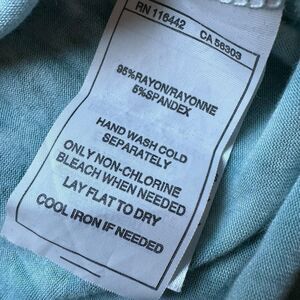 RN 116442 CA 56303
95%RAYON/RAYONNE
5%SPANDEX
HAND WASH COLD
SEPARATELY
ONLY NON-CHLORINE
BLEACH WHEN NEEDED
LAY FLAT TO DRY
COOL IRON IF NEEDED